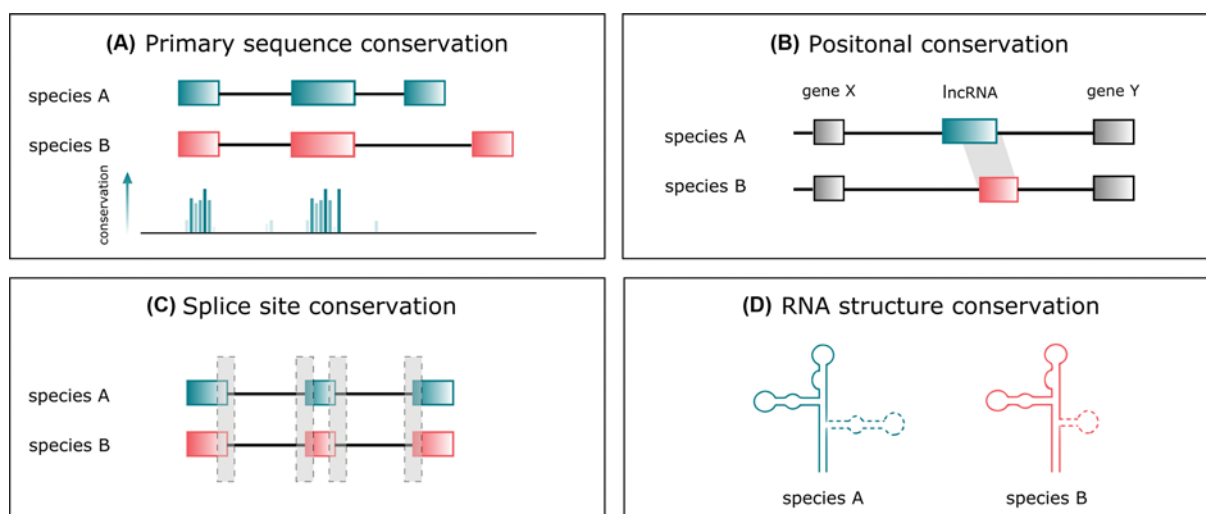 (A) Primary sequence conservation
species A
species B
conservation
(B) Positonal conservation
gene X lncRNA gene Y
species A
species B
(C) Splice site conservation
species A
species B
(D) RNA structure conservation
species A species B